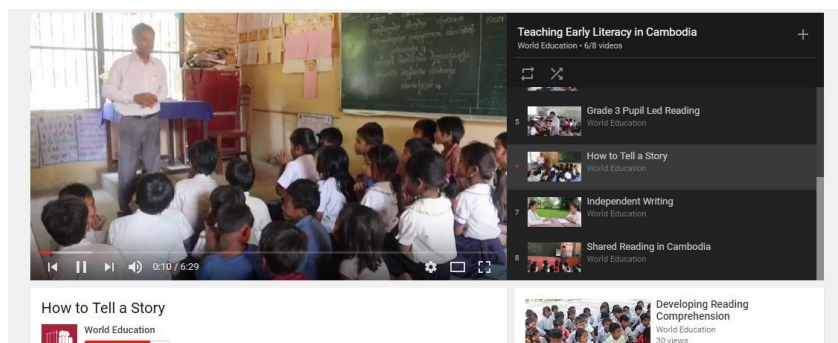 Teaching Early Literacy in Cambodia
World Education • 6/8 videos
5
Grade 3 Pupil Led Reading
World Education
How to Tell a Story
World Education
7
Independent Writing
World Education
8
Shared Reading in Cambodia
World Education
0:10 / 6:29
How to Tell a Story
World Education
Developing Reading
Comprehension
World Education
30 views